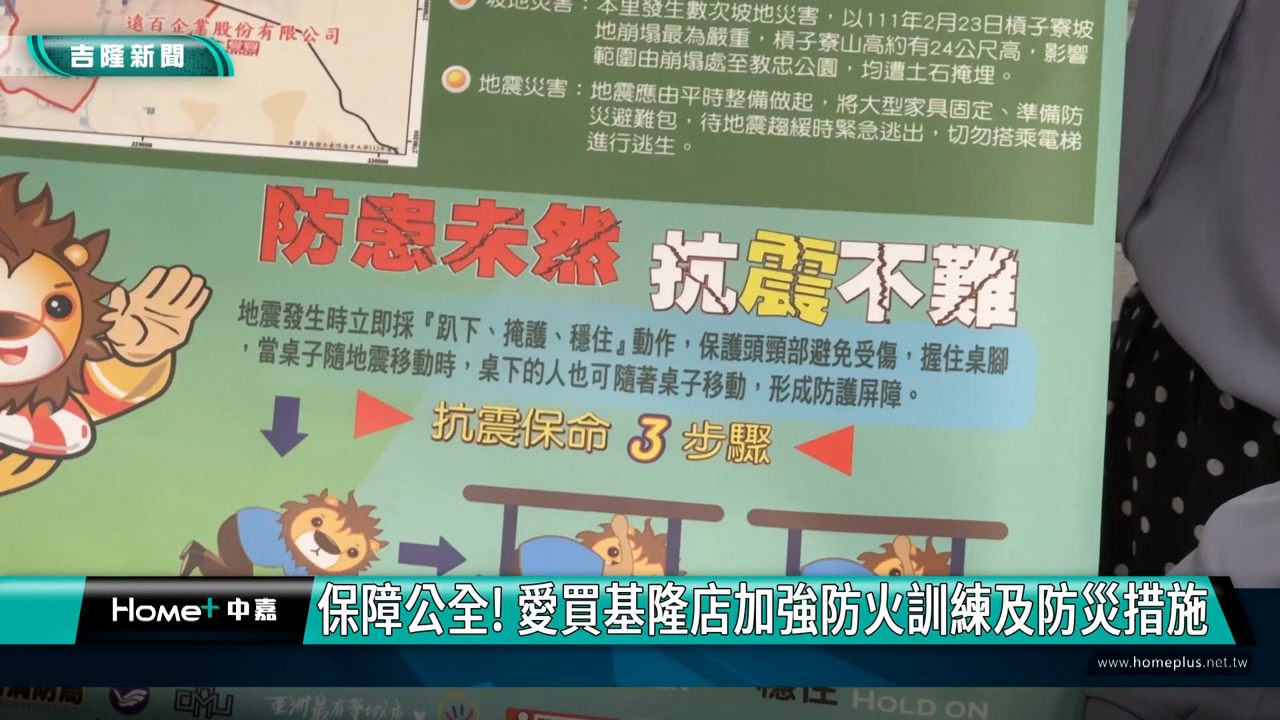 吉隆新聞
遠百企業股份有限公司
坡地災害：本里發生數次坡地災害，以111年2月23日槓子寮坡
地崩塌最為嚴重，槓子寮山高約有24公尺高，影響
範圍由崩塌處至教忠公園，均遭土石掩埋。
地震災害：地震應由平時整備做起，將大型家具固定、準備防
災避難包，待地震趨緩時緊急逃出，切勿搭乘電梯
進行逃生。
防患未然 抗震不難
地震發生時立即採『趴下、掩護、穩住』動作，保護頭頸部避免受傷，握住桌腳
，當桌子隨地震移動時，桌下的人也可隨著桌子移動，形成防護屏障。
抗震保命 3 步驟
Home+ 中嘉
保障公全! 愛買基隆店加強防火訓練及防災措施
www.homeplus.net.tw
消防局
穩住 HOLD ON